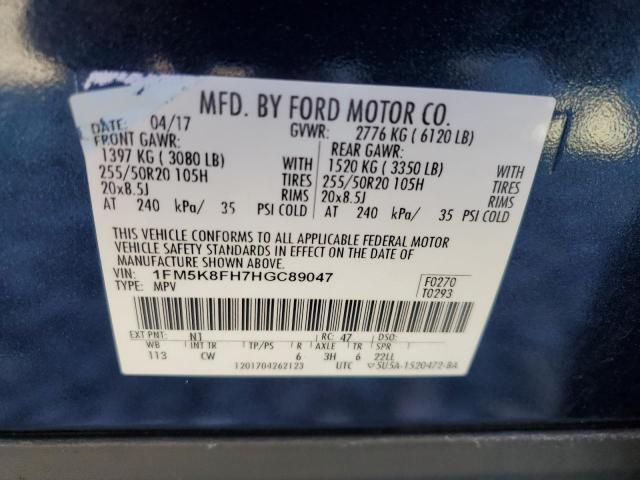 MFD. BY FORD MOTOR CO.
DATE: 04/17 GVWR: 2776 KG ( 6120 LB)
FRONT GAWR: REAR GAWR:
1397 KG ( 3080 LB) WITH 1520 KG ( 3350 LB) WITH
255/50R20 105H TIRES 255/50R20 105H TIRES
20x8.5J RIMS 20x8.5J RIMS
AT 240 kPa/ 35 PSI COLD AT 240 kPa/ 35 PSI COLD
THIS VEHICLE CONFORMS TO ALL APPLICABLE FEDERAL MOTOR
VEHICLE SAFETY STANDARDS IN EFFECT ON THE DATE OF
MANUFACTURE SHOWN ABOVE.
VIN: 1FM5K8FH7HGC89047 F0270
TYPE: MPV T0293
EXT PNT: N1 RC: 47 DSO:
WB INT TR TP/PS R AXLE TR SPR
113 CW 6 3H 6 22LL
1201704262123 UTC 5U5A-1520472-BA